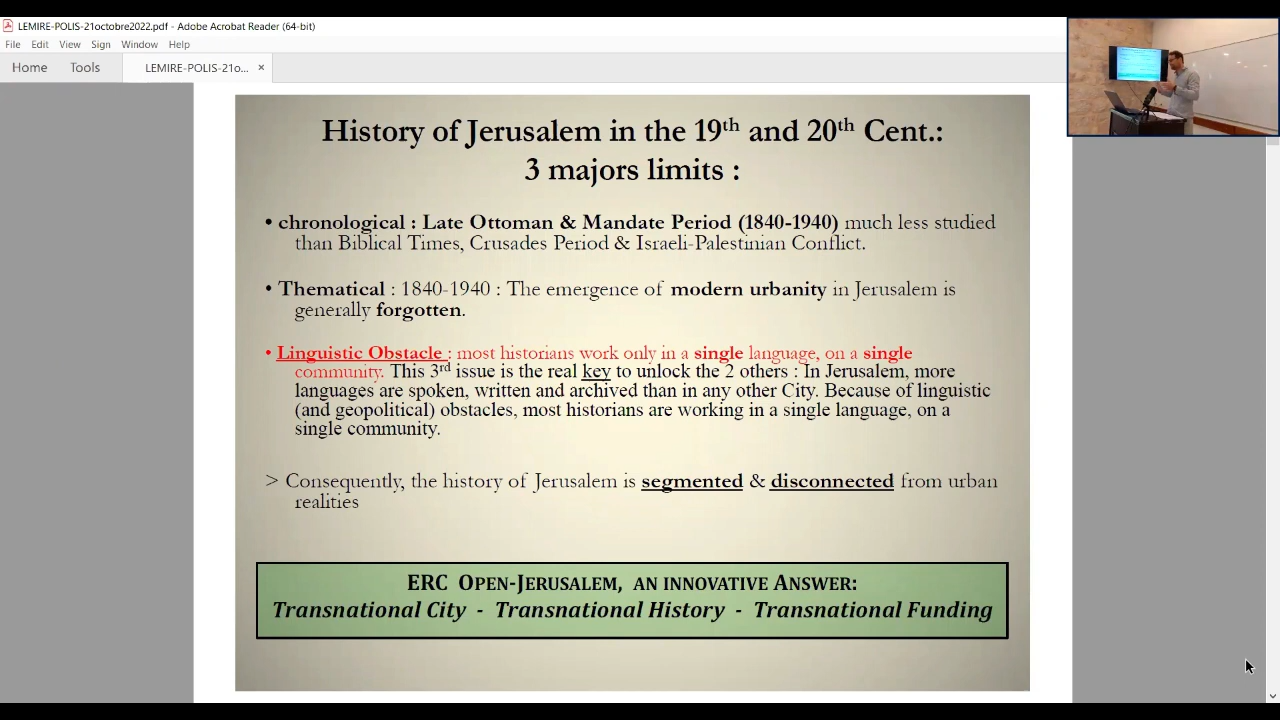 LEMIRE-POLIS-21octobre2022.pdf - Adobe Acrobat Reader (64-bit)
File Edit View Sign Window Help
Home Tools LEMIRE-POLIS-21o... ×
History of Jerusalem in the 19th and 20th Cent.:
3 majors limits :
• chronological : Late Ottoman & Mandate Period (1840-1940) much less studied
than Biblical Times, Crusades Period & Israeli-Palestinian Conflict.
• Thematical : 1840-1940 : The emergence of modern urbanity in Jerusalem is
generally forgotten.
• Linguistic Obstacle : most historians work only in a single language, on a single
community. This 3rd issue is the real key to unlock the 2 others : In Jerusalem, more
languages are spoken, written and archived than in any other City. Because of linguistic
(and geopolitical) obstacles, most historians are working in a single language, on a
single community.
> Consequently, the history of Jerusalem is segmented & disconnected from urban
realities
ERC OPEN-JERUSALEM, AN INNOVATIVE ANSWER:
Transnational City - Transnational History - Transnational Funding